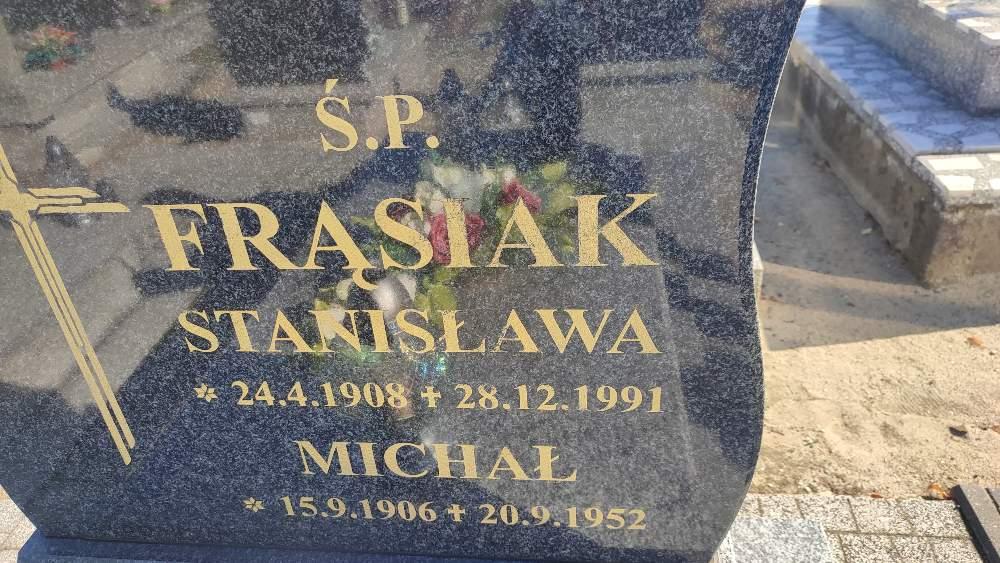 Ś.P.
FRĄSIAK
STANISŁAWA
* 24.4.1908 ✝ 28.12.1991
MICHAŁ
* 15.9.1906 ✝ 20.9.1952